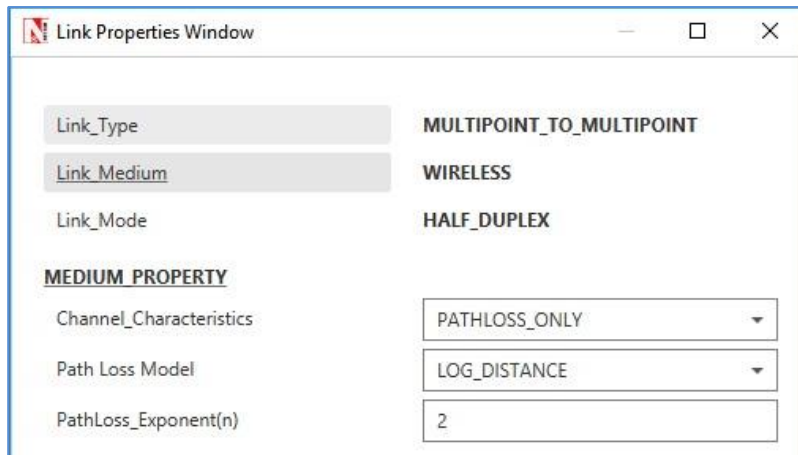 Link Properties Window
Link_Type MULTIPOINT_TO_MULTIPOINT
Link_Medium WIRELESS
Link_Mode HALF_DUPLEX
MEDIUM_PROPERTY
Channel_Characteristics PATHLOSS_ONLY
Path Loss Model LOG_DISTANCE
PathLoss_Exponent(n) 2